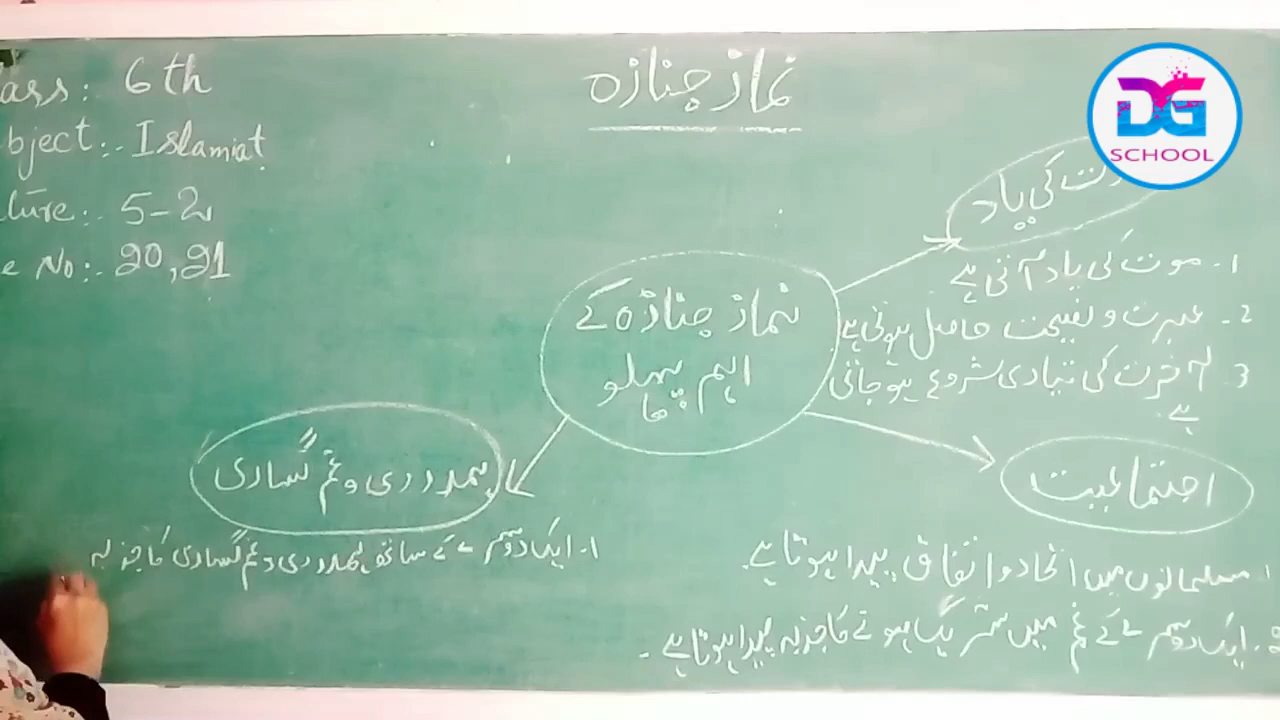 نماز جنازہ
ass: 6th
bject:- Islamiat
ture:- 5-2
e No:- 20,21
DG
SCHOOL
ت کی یاد
1- موت کی یاد آتی ہے
2- عبرت و نصیحت حاصل ہوتی ہے
3. آخرت کی تیاری شروع ہو جاتی
ہے
نماز جنازہ کے
اہم پہلو
ہمدردی و غم گساری
1- ایک دوسرے کے ساتھ ہمدردی و غم گساری کا جذبہ
اجتماعیت
1. مسلمانوں میں اتحاد و اتفاق پیدا ہوتا ہے
2. ایک دوسرے کے غم میں شریک ہونے کا جذبہ پیدا ہوتا ہے -